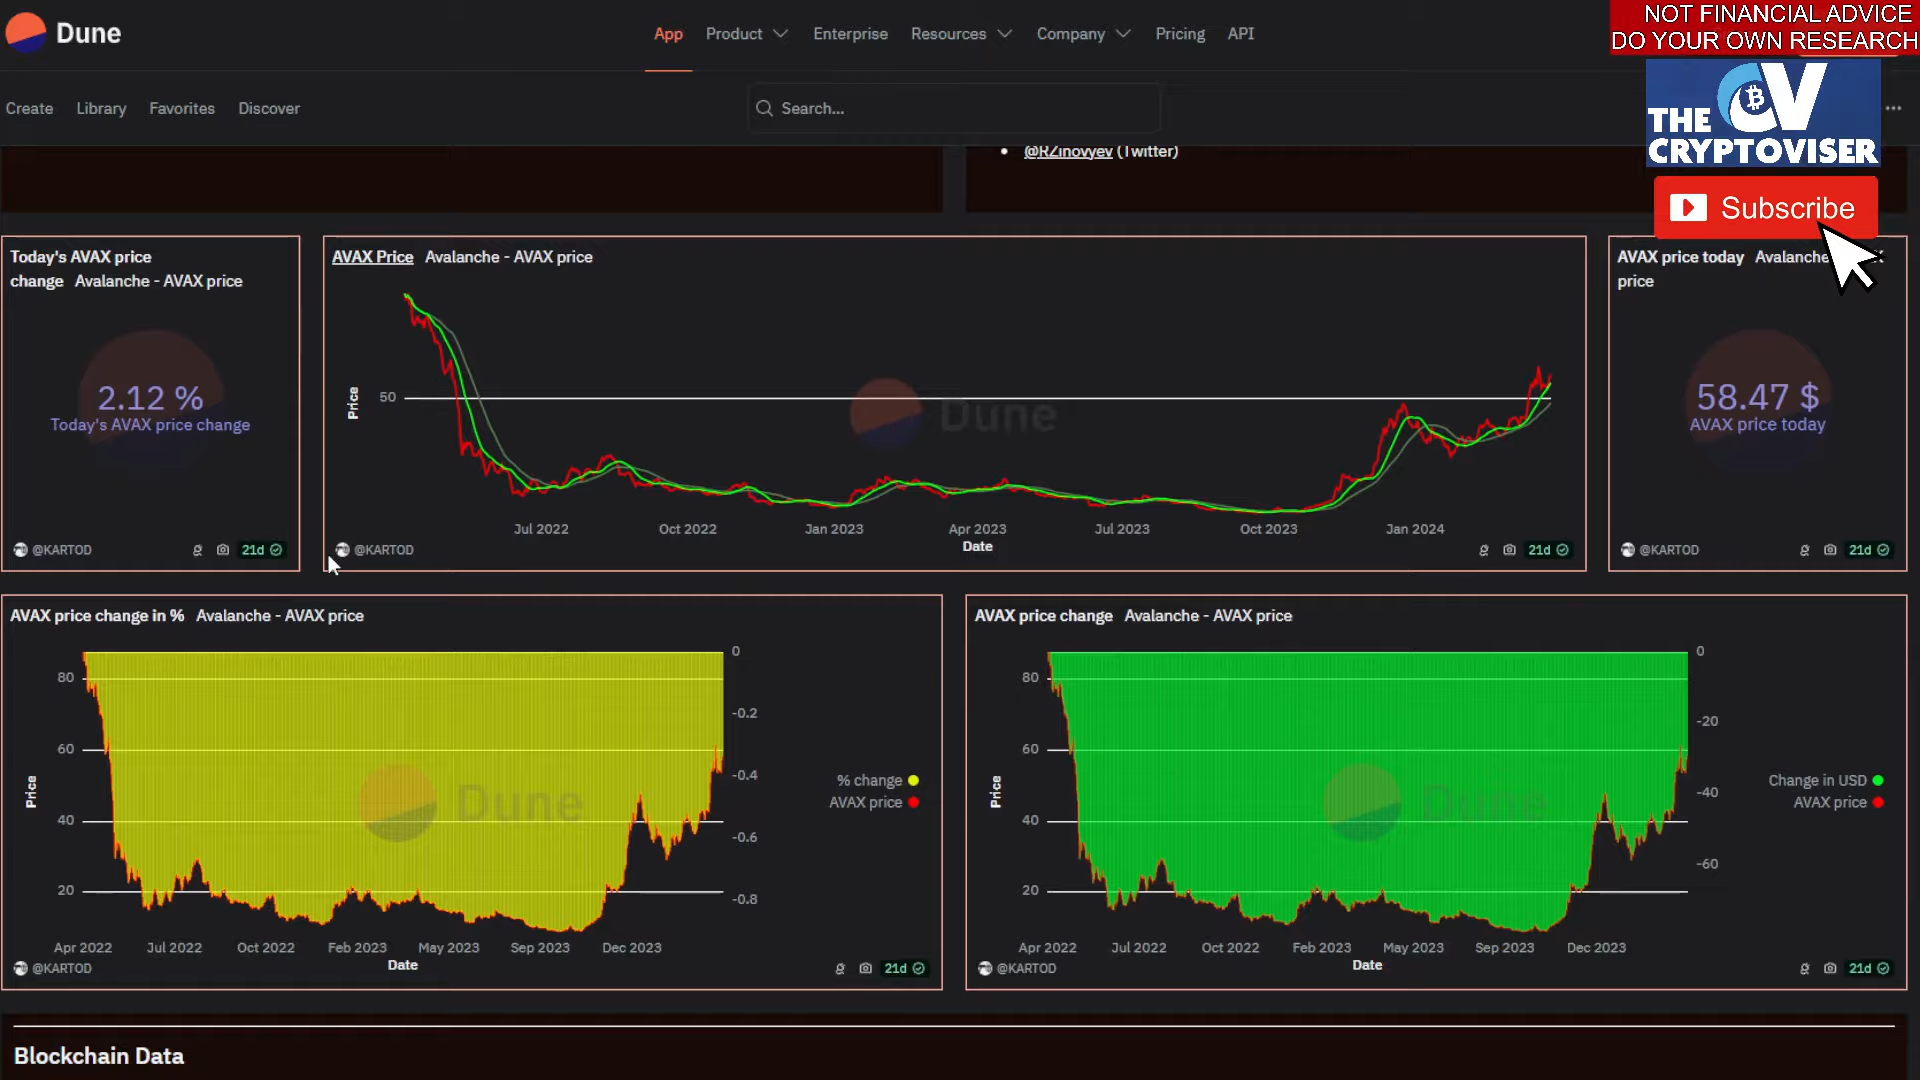 Dune
App Product Enterprise Resources Company Pricing API
NOT FINANCIAL ADVICE
DO YOUR OWN RESEARCH
Create Library Favorites Discover
Search...
THE CV
CRYPTOVISER
Subscribe
@RZinovyev (Twitter)
Today's AVAX price
change Avalanche - AVAX price
2.12 %
Today's AVAX price change
@KARTOD 21d
AVAX Price Avalanche - AVAX price
Price
50
Dune
Jul 2022 Oct 2022 Jan 2023 Apr 2023 Jul 2023 Oct 2023 Jan 2024
Date
@KARTOD 21d
AVAX price today Avalanche
price
58.47 $
AVAX price today
@KARTOD 21d
AVAX price change in % Avalanche - AVAX price
80
60
40
20
Price
0
-0.2
-0.4
-0.6
-0.8
Dune
% change
AVAX price
Apr 2022 Jul 2022 Oct 2022 Feb 2023 May 2023 Sep 2023 Dec 2023
Date
@KARTOD 21d
AVAX price change Avalanche - AVAX price
80
60
40
20
Price
0
-20
-40
-60
Dune
Change in USD
AVAX price
Apr 2022 Jul 2022 Oct 2022 Feb 2023 May 2023 Sep 2023 Dec 2023
Date
@KARTOD 21d
Blockchain Data